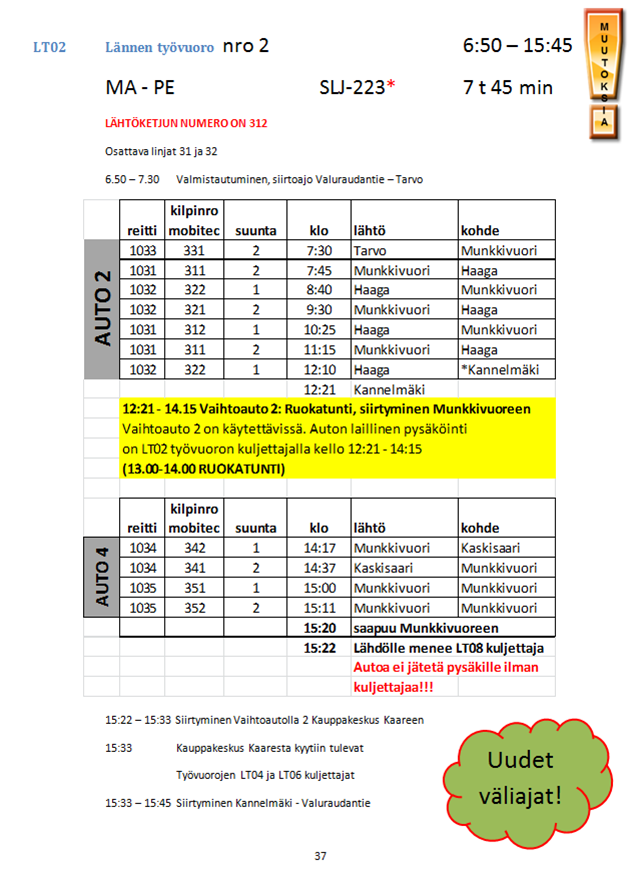 LT02 Lännen työvuoro nro 2 6:50 – 15:45
MUUTOKSIA
MA - PE SLJ-223* 7 t 45 min
LÄHTÖKETJUN NUMERO ON 312
Osattava linjat 31 ja 32
6.50 – 7.30 Valmistautuminen, siirtoajo Valuraudantie – Tarvo
AUTO 2
kilpinro
reitti mobitec suunta klo lähtö kohde
1033 331 2 7:30 Tarvo Munkkivuori
1031 311 2 7:45 Munkkivuori Haaga
1032 322 1 8:40 Haaga Munkkivuori
1032 321 2 9:30 Munkkivuori Haaga
1031 312 1 10:25 Haaga Munkkivuori
1031 311 2 11:15 Munkkivuori Haaga
1032 322 1 12:10 Haaga *Kannelmäki
12:21 Kannelmäki
12:21 - 14.15 Vaihtoauto 2: Ruokatunti, siirtyminen Munkkivuoreen
Vaihtoauto 2 on käytettävissä. Auton laillinen pysäköinti
on LT02 työvuoron kuljettajalla kello 12:21 - 14:15
(13.00-14.00 RUOKATUNTI)
AUTO 4
kilpinro
reitti mobitec suunta klo lähtö kohde
1034 342 1 14:17 Munkkivuori Kaskisaari
1034 341 2 14:37 Kaskisaari Munkkivuori
1035 351 1 15:00 Munkkivuori Munkkivuori
1035 352 2 15:11 Munkkivuori Munkkivuori
15:20 saapuu Munkkivuoreen
15:22 Lähdölle menee LT08 kuljettaja
Autoa ei jätetä pysäkille ilman
kuljettajaa!!!
15:22 – 15:33 Siirtyminen Vaihtoautolla 2 Kauppakeskus Kaareen
15:33 Kauppakeskus Kaaresta kyytiin tulevat
Työvuorojen LT04 ja LT06 kuljettajat
15:33 – 15:45 Siirtyminen Kannelmäki - Valuraudantie
Uudet
väliajat!
37